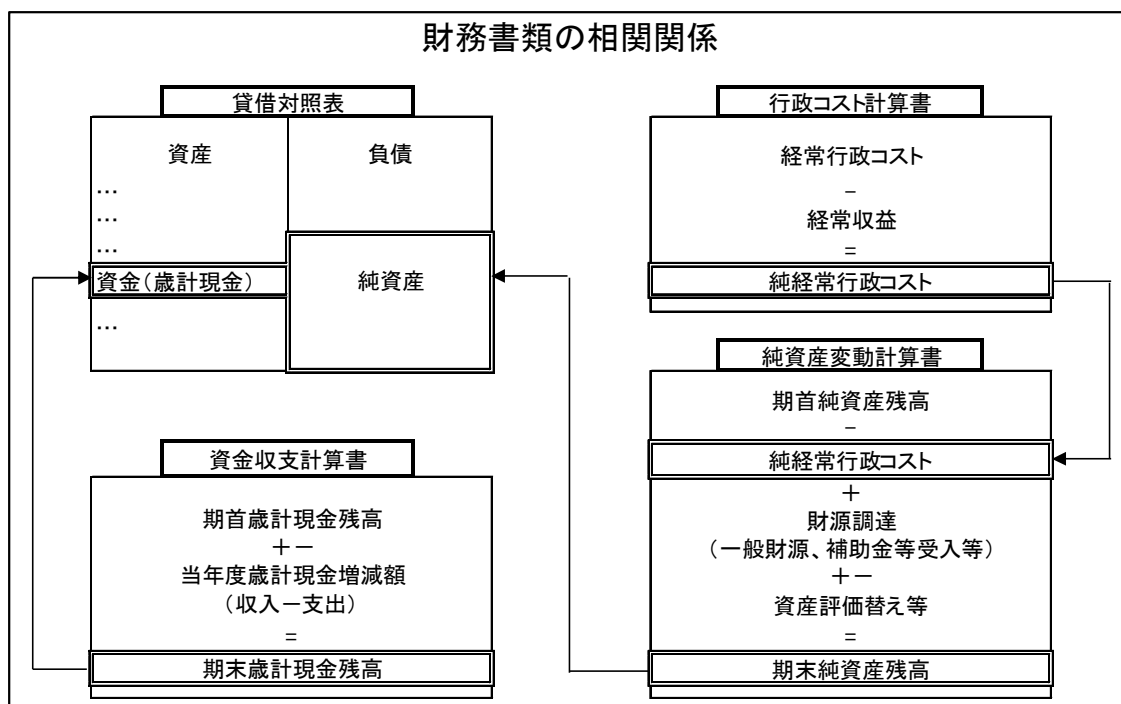 財務書類の相関関係
貸借対照表
資産
負債
…
…
…
資金(歳計現金)
純資産
…
資金収支計算書
期首歳計現金残高
+-
当年度歳計現金増減額
(収入-支出)
=
期末歳計現金残高
行政コスト計算書
経常行政コスト
-
経常収益
=
純経常行政コスト
純資産変動計算書
期首純資産残高
-
純経常行政コスト
+
財源調達
(一般財源、補助金等受入等)
+-
資産評価替え等
=
期末純資産残高